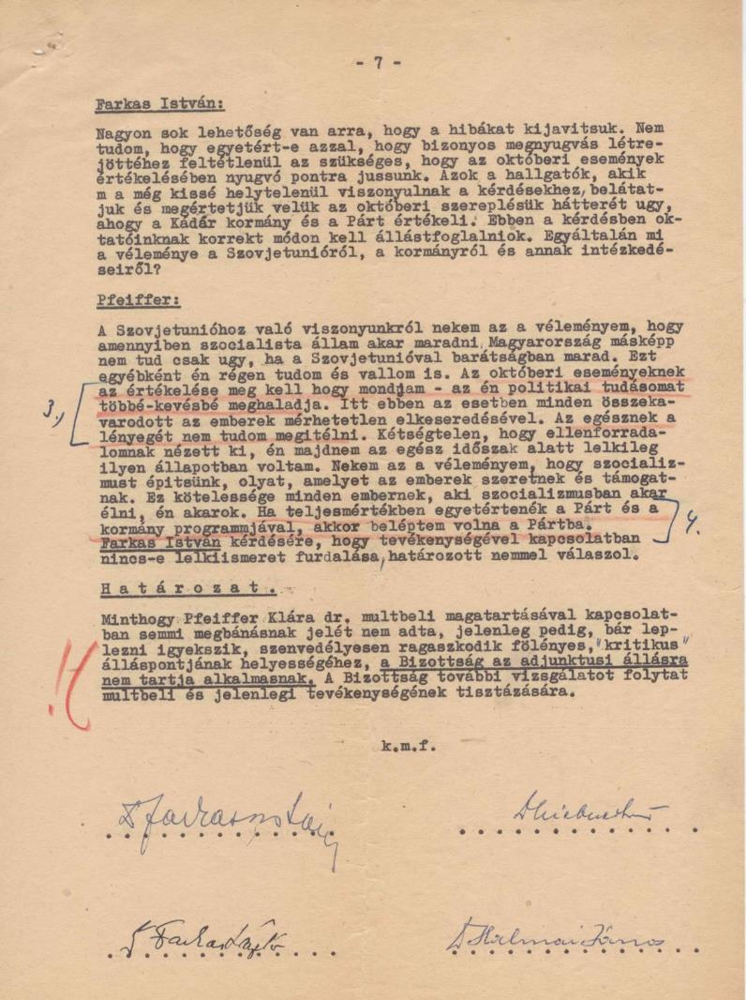 - 7 -
Farkas István:
Nagyon sok lehetőség van arra, hogy a hibákat kijavitsuk. Nem
tudom, hogy egyetért-e azzal, hogy bizonyos megnyugvás létre-
jöttéhez feltétlenül az szükséges, hogy az októberi események
értékelésében nyugvó pontra jussunk. Azok a hallgatók, akik
m a még kissé helytelenül viszonyulnak a kérdésekhez, belátat-
juk és megértetjük velük az októberi szereplésük hátterét ugy,
ahogy a Kádár kormány és a Párt értékeli. Ebben a kérdésben ok-
tatóinknak korrekt módon kell állástfoglalniok. Egyáltalán mi
a véleménye a Szovjetunióról, a kormányról és annak intézkedé-
seiről?
Pfeiffer:
A Szovjetunióhoz való viszonyunkról nekem az a véleményem, hogy
amennyiben szocialista állam akar maradni Magyarország másképp
nem tud csak ugy, ha a Szovjetunióval barátságban marad. Ezt
egyébként én régen tudom és vallom is. Az októberi eseményeknek
az értékelése meg kell hogy mondjam - az én politikai tudásomat
3.,
többé-kevésbé meghaladja. Itt ebben az esetben minden összeka-
varodott az emberek mérhetetlen elkeseredésével. Az egésznek a
lényegét nem tudom megitélni. Kétségtelen, hogy ellenforrada-
lomnak nézett ki, én majdnem az egész időszak alatt lelkileg
ilyen állapotban voltam. Nekem az a véleményem, hogy szocializ-
must épitsünk, olyat, amelyet az emberek szeretnek és támogat-
nak. Ez kötelessége minden embernek, aki szocializmusban akar
élni, én akarok. Ha teljesmértékben egyetértenék a Párt és a
kormány programmjával, akkor beléptem volna a Pártba.
4.
Farkas István kérdésére, hogy tevékenységével kapcsolatban
nincs-e lelkiismeret furdalása, határozott nemmel válaszol.
H a t á r o z a t .
Minthogy Pfeiffer Klára dr. multbeli magatartásával kapcsolat-
ban semmi megbánásnak jelét nem adta, jelenleg pedig, bár lep-
lezni igyekszik, szenvedélyesen ragaszkodik fölényes, "kritikus"
álláspontjának helyességéhez, a Bizottság az adjunktusi állásra
nem tartja alkalmasnak. A Bizottság további vizsgálatot folytat
multbeli és jelenlegi tevékenységének tisztázására.
k.m.f.
Farkas
Dr Kalmai János